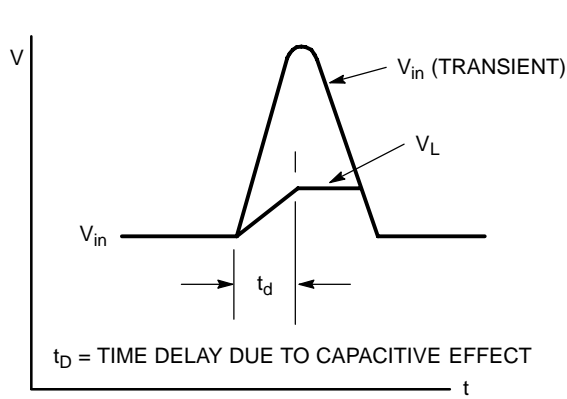 V
V_in (TRANSIENT)
V_L
V_in
t_d
t_D = TIME DELAY DUE TO CAPACITIVE EFFECT
t